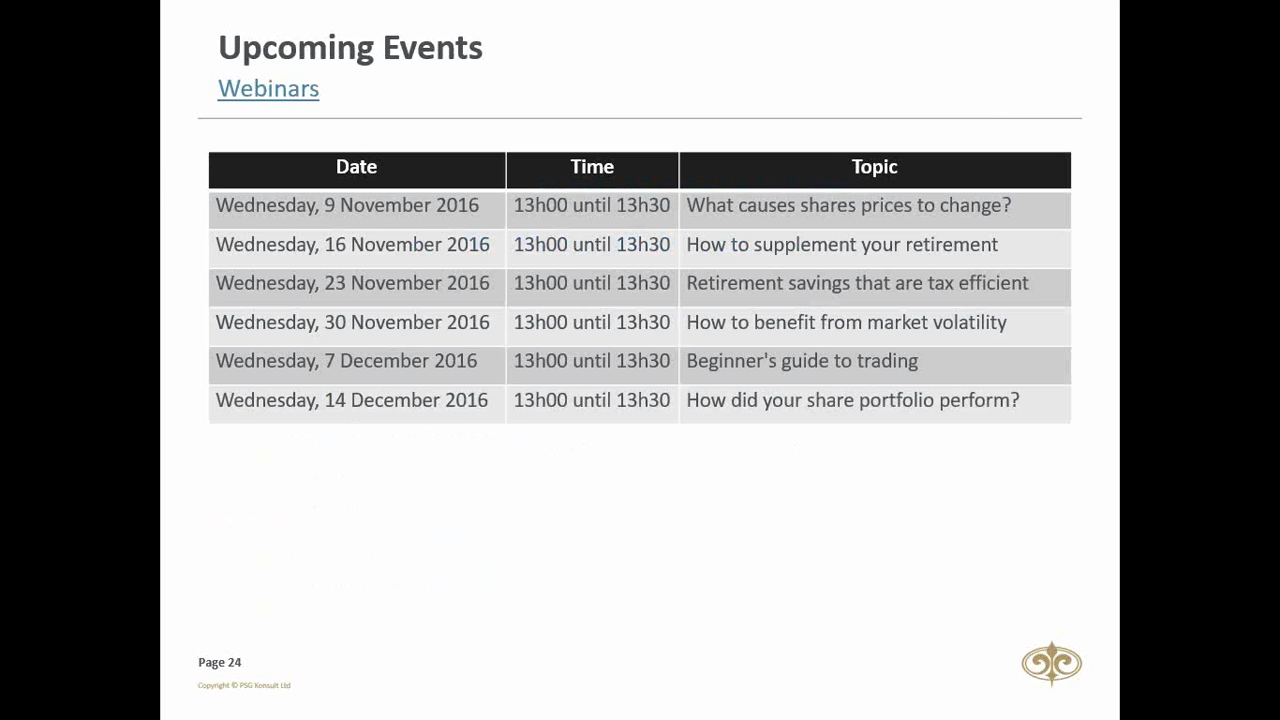 Upcoming Events
Webinars
Date Time Topic
Wednesday, 9 November 2016 13h00 until 13h30 What causes shares prices to change?
Wednesday, 16 November 2016 13h00 until 13h30 How to supplement your retirement
Wednesday, 23 November 2016 13h00 until 13h30 Retirement savings that are tax efficient
Wednesday, 30 November 2016 13h00 until 13h30 How to benefit from market volatility
Wednesday, 7 December 2016 13h00 until 13h30 Beginner's guide to trading
Wednesday, 14 December 2016 13h00 until 13h30 How did your share portfolio perform?
Page 24
Copyright © PSG Konsult Ltd